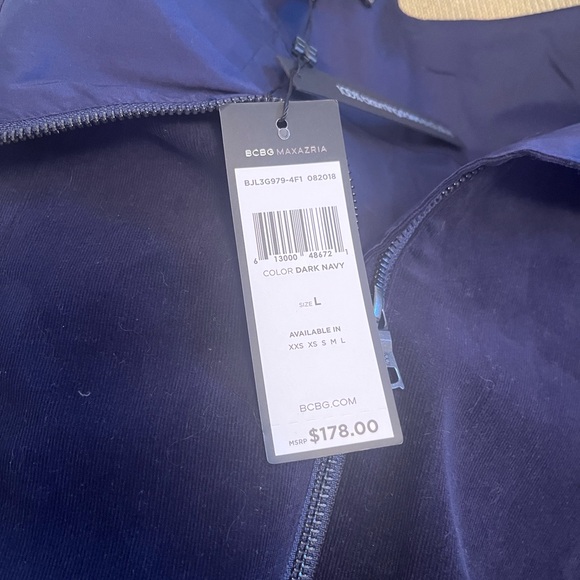 BCBG MAXAZRIA
BJL3G979-4F1 082018
6 13000 48672 1
COLOR DARK NAVY
SIZE L
AVAILABLE IN
XXS XS S M L
BCBG.COM
MSRP $178.00